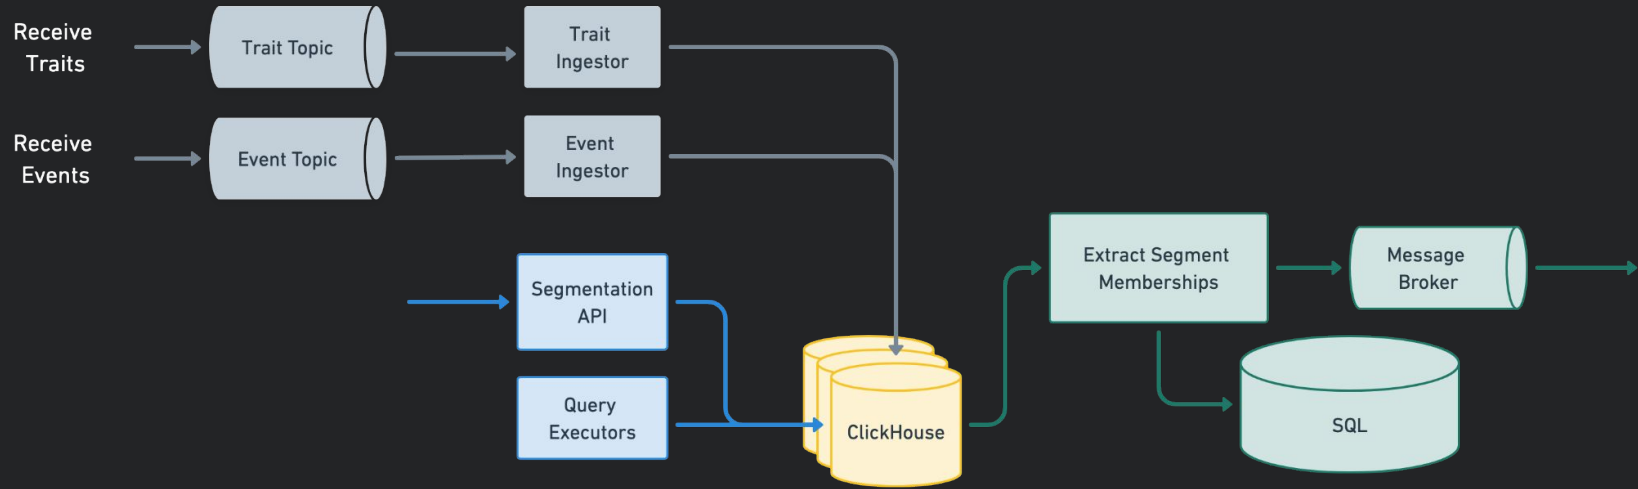 Receive
Traits
Trait Topic
Trait
Ingestor
Receive
Events
Event Topic
Event
Ingestor
Segmentation
API
Query
Executors
ClickHouse
Extract Segment
Memberships
Message
Broker
SQL